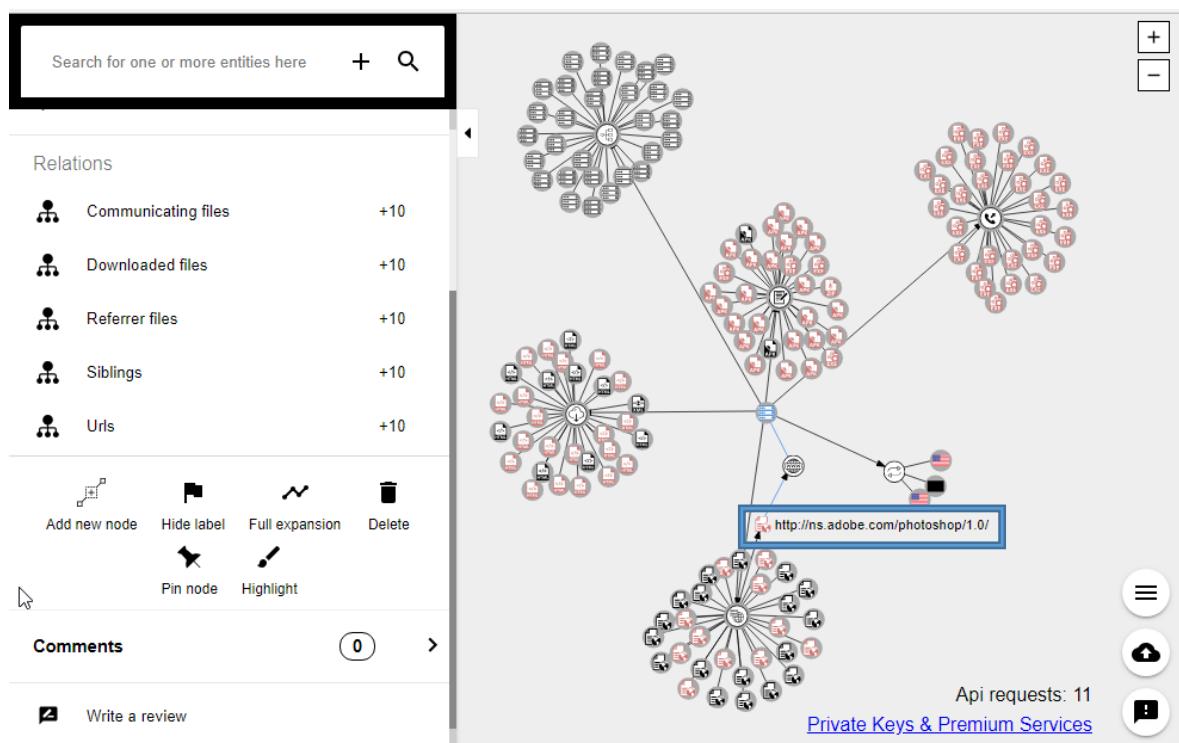 Search for one or more entities here
Relations
Communicating files +10
Downloaded files +10
Referrer files +10
Siblings +10
Urls +10
Add new node Hide label Full expansion Delete
Pin node Highlight
Comments 0
Write a review
http://ns.adobe.com/photoshop/1.0/
Api requests: 11
Private Keys & Premium Services